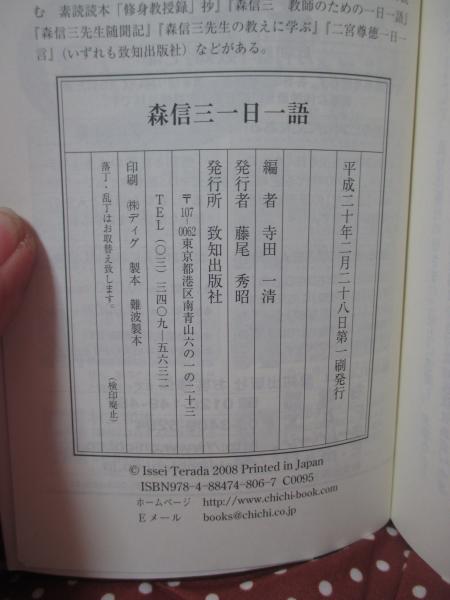 む　素読読本「修身教授録」抄』『森信三　教師のための一日一語』
『森信三先生随聞記』『森信三先生の教えに学ぶ』『二宮尊徳一日一
言』（いずれも致知出版社）などがある。
森信三一日一語
平成二十年二月二十八日第一刷発行
編　者　寺田　一清
発行者　藤尾　秀昭
発行所　致知出版社
〒107-0062東京都港区南青山六の一の二十三
TEL（〇三）三四〇九―五六三二
印刷　㈱ディグ　製本　難波製本
落丁・乱丁はお取替え致します。　（検印廃止）
© Issei Terada 2008 Printed in Japan
ISBN978-4-88474-806-7 C0095
ホームページ　http://www.chichi-book.com
Eメール　books@chichi.co.jp